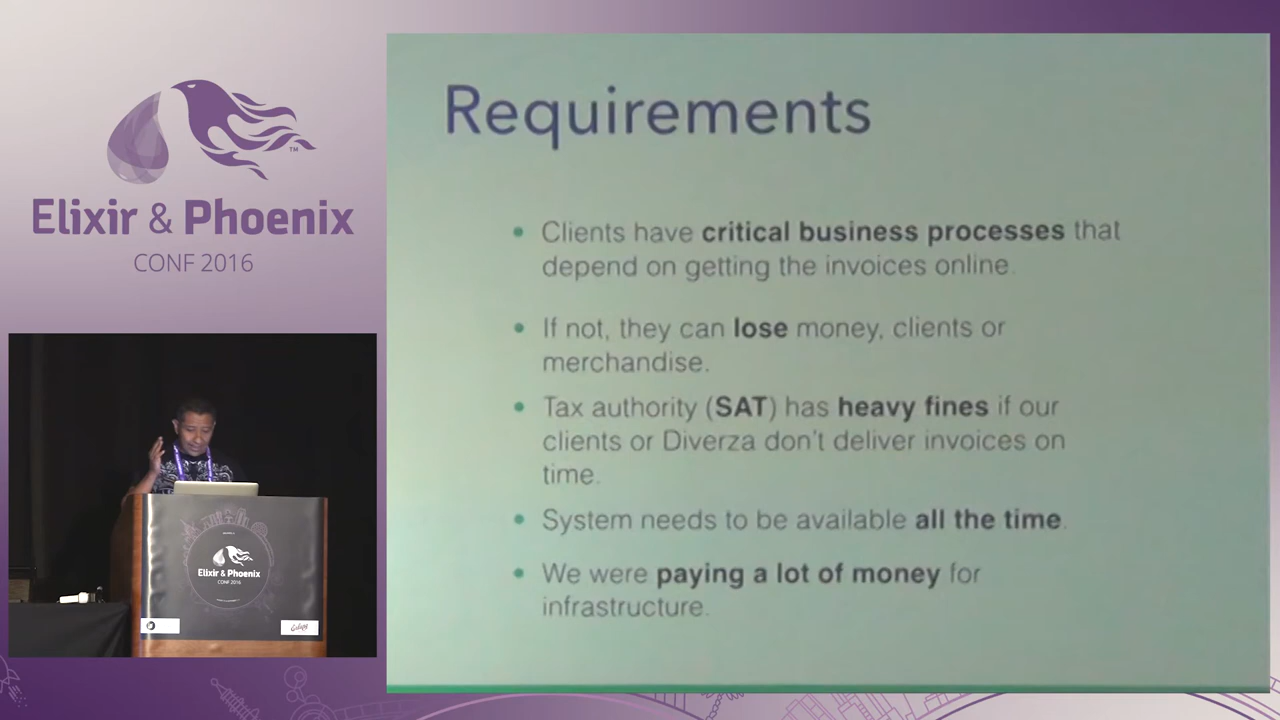 Elixir & Phoenix
CONF 2016
TM
Requirements
• Clients have critical business processes that
depend on getting the invoices online.
• If not, they can lose money, clients or
merchandise.
• Tax authority (SAT) has heavy fines if our
clients or Diverza don't deliver invoices on
time.
• System needs to be available all the time.
• We were paying a lot of money for
infrastructure.
Elixir & Phoenix
CONF 2016